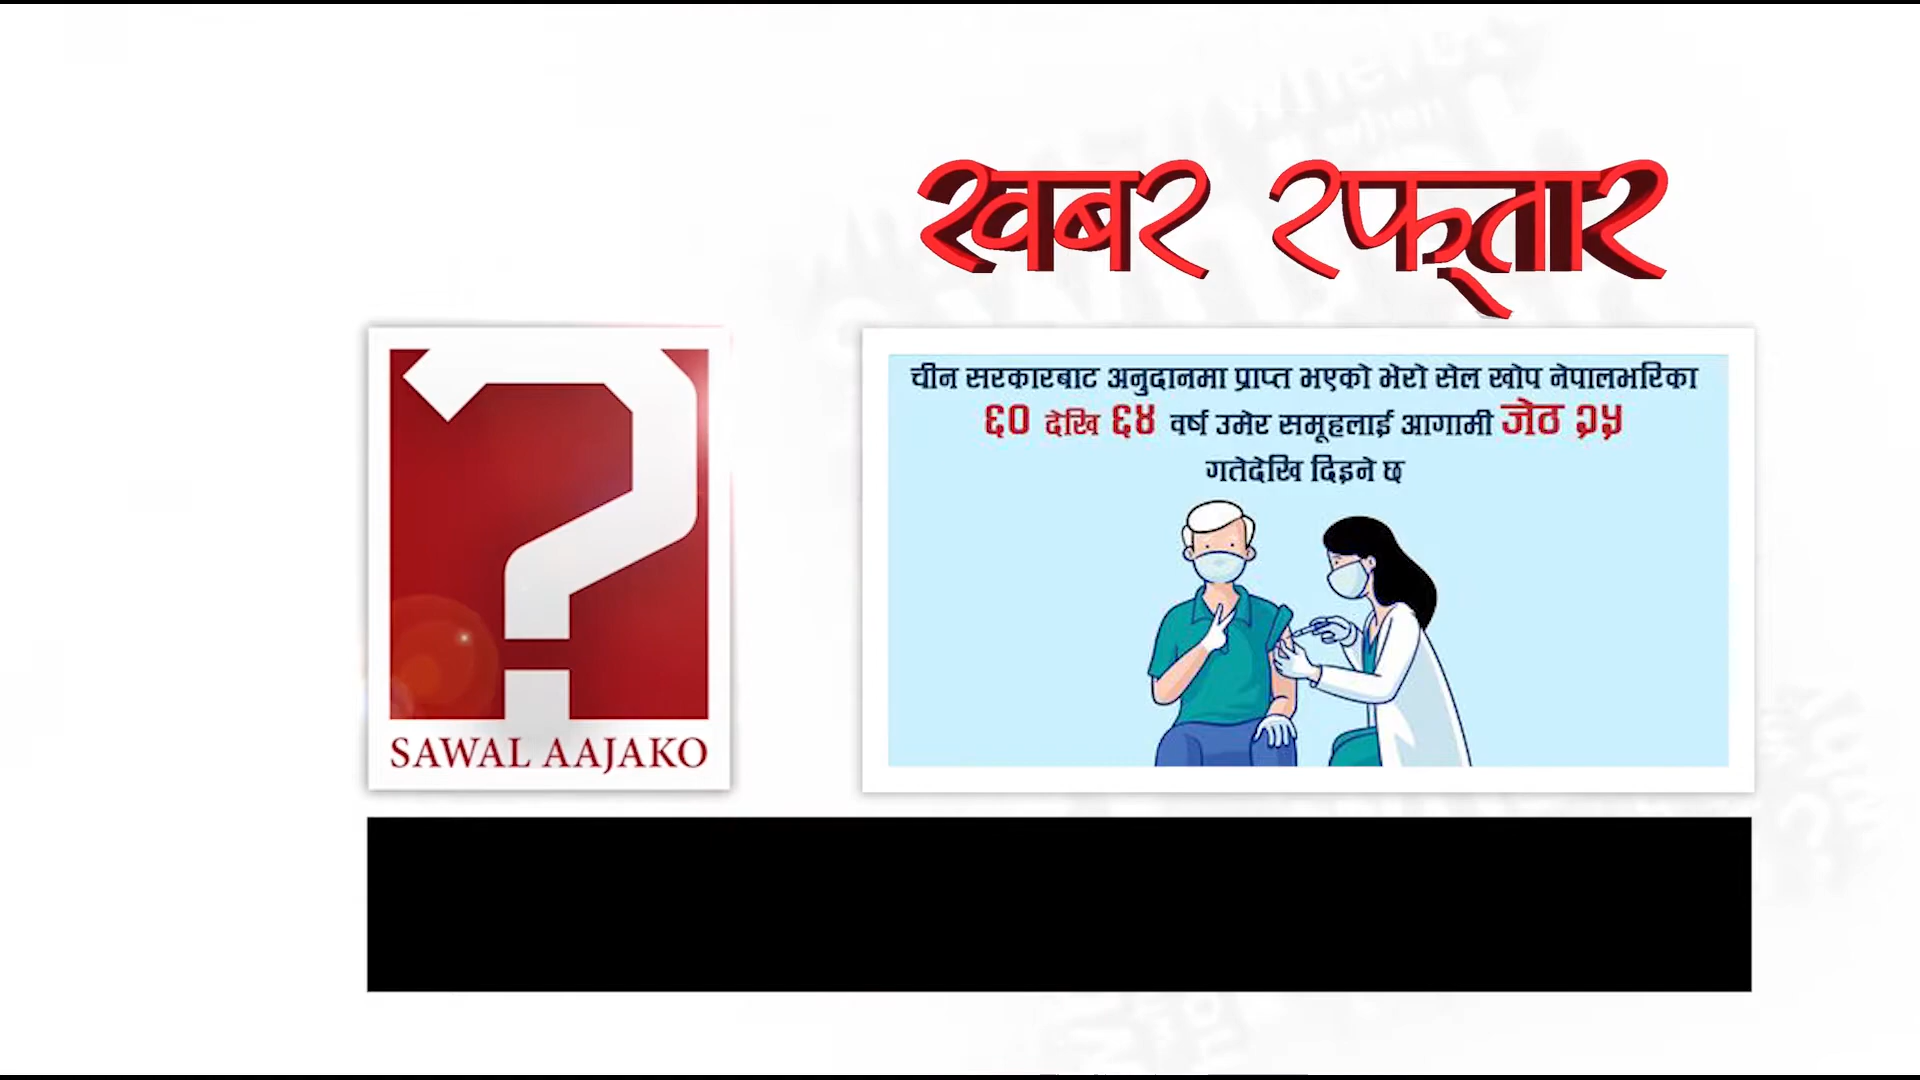 खबर रफ्तार
चीन सरकारबाट अनुदानमा प्राप्त भएको भेरो सेल खोप नेपालभरिका
६० देखि ६४ वर्ष उमेर समूहलाई आगामी जेठ २५
गतेदेखि दिइने छ
SAWAL AAJAKO